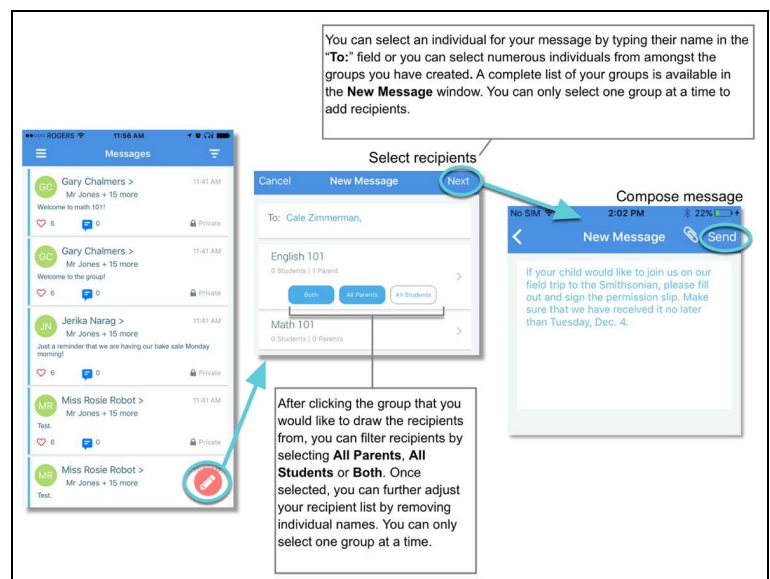 You can select an individual for your message by typing their name in the
“To:” field or you can select numerous individuals from amongst the
groups you have created. A complete list of your groups is available in
the New Message window. You can only select one group at a time to
add recipients.
ROGERS 11:56 AM
Messages
Gary Chalmers >
11:41 AM
Mr Jones + 15 more
Welcome to math 101!
6 0 Private
Gary Chalmers >
11:41 AM
Mr Jones + 15 more
Welcome to the group!
6 0 Private
JN
Jerika Narag >
11:41 AM
Mr Jones + 15 more
Just a reminder that we are having our bake sale Monday
morning!
6 0 Private
MR
Miss Rosie Robot >
11:41 AM
Mr Jones + 15 more
Test.
6 0 Private
MR
Miss Rosie Robot >
Mr Jones + 15 more
Test.
Select recipients
Cancel New Message Next
To: Cale Zimmerman,
English 101
0 Students | 1 Parent
Both All Parents All Students
Math 101
0 Students | 0 Parents
After clicking the group that you
would like to draw the recipients
from, you can filter recipients by
selecting All Parents, All
Students or Both. Once
selected, you can further adjust
your recipient list by removing
individual names. You can only
select one group at a time.
Compose message
No SIM 2:02 PM 22%
New Message Send
If your child would like to join us on our
field trip to the Smithsonian, please fill
out and sign the permission slip. Make
sure that we have received it no later
than Tuesday, Dec. 4.